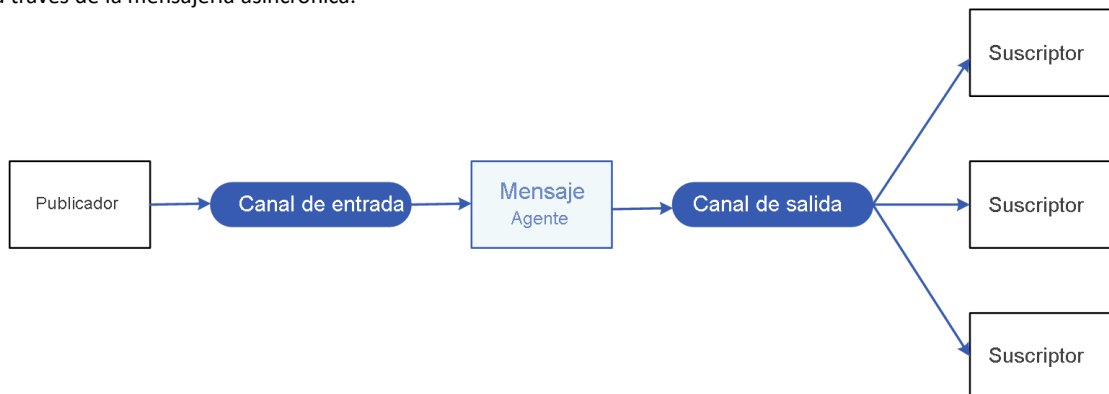 a través de la mensajería asincrónica.
Suscriptor
Publicador
Canal de entrada
Mensaje
Agente
Canal de salida
Suscriptor
Suscriptor